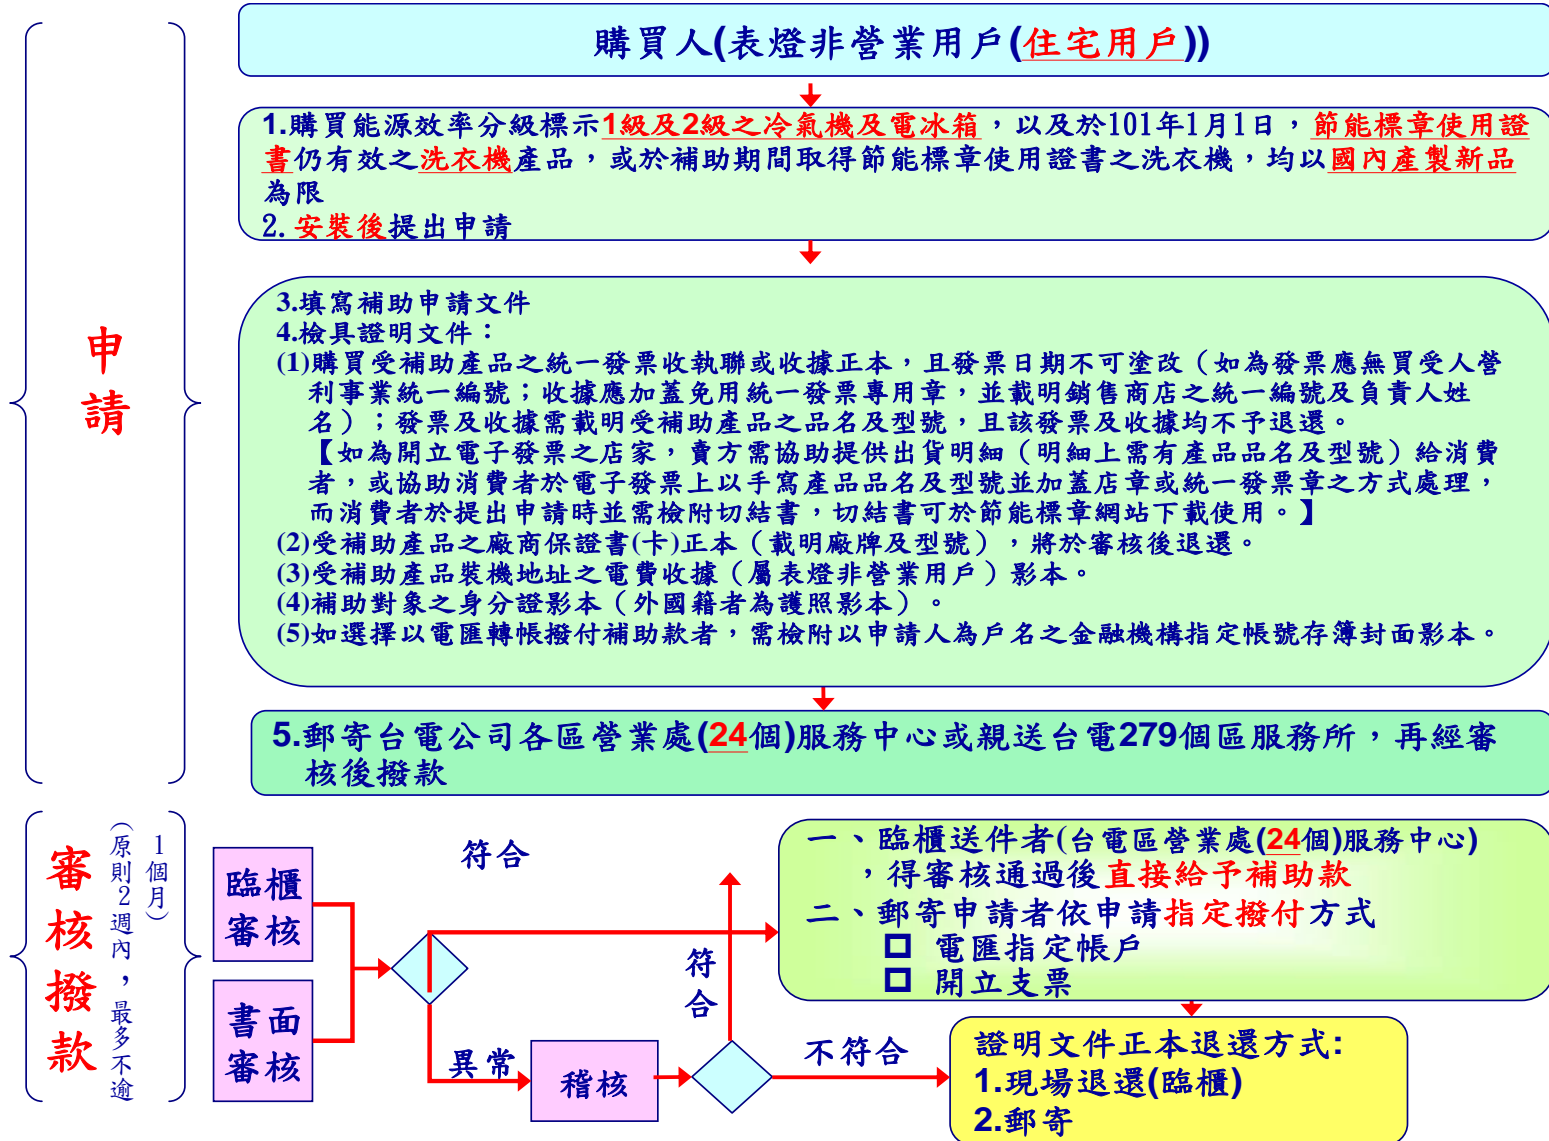 購買人(表燈非營業用戶(住宅用戶))
1.購買能源效率分級標示1級及2級之冷氣機及電冰箱，以及於101年1月1日，節能標章使用證
書仍有效之洗衣機產品，或於補助期間取得節能標章使用證書之洗衣機，均以國內產製新品
為限
2.安裝後提出申請
申請
3.填寫補助申請文件
4.檢具證明文件：
(1)購買受補助產品之統一發票收執聯或收據正本，且發票日期不可塗改（如為發票應無買受人營
利事業統一編號；收據應加蓋免用統一發票專用章，並載明銷售商店之統一編號及負責人姓
名）；發票及收據需載明受補助產品之品名及型號，且該發票及收據均不予退還。
【如為開立電子發票之店家，賣方需協助提供出貨明細（明細上需有產品品名及型號）給消費
者，或協助消費者於電子發票上以手寫產品品名及型號並加蓋店章或統一發票章之方式處理，
而消費者於提出申請時並需檢附切結書，切結書可於節能標章網站下載使用。】
(2)受補助產品之廠商保證書(卡)正本（載明廠牌及型號），將於審核後退還。
(3)受補助產品裝機地址之電費收據（屬表燈非營業用戶）影本。
(4)補助對象之身分證影本（外國籍者為護照影本）。
(5)如選擇以電匯轉帳撥付補助款者，需檢附以申請人為戶名之金融機構指定帳號存簿封面影本。
5.郵寄台電公司各區營業處(24個)服務中心或親送台電279個區服務所，再經審
核後撥款
審核撥款
（原則2週內，最多不逾
1個月）
臨櫃
審核
書面
審核
符合
異常
稽核
符合
不符合
一、臨櫃送件者(台電區營業處(24個)服務中心)
，得審核通過後直接給予補助款
二、郵寄申請者依申請指定撥付方式
電匯指定帳戶
開立支票
證明文件正本退還方式:
1.現場退還(臨櫃)
2.郵寄